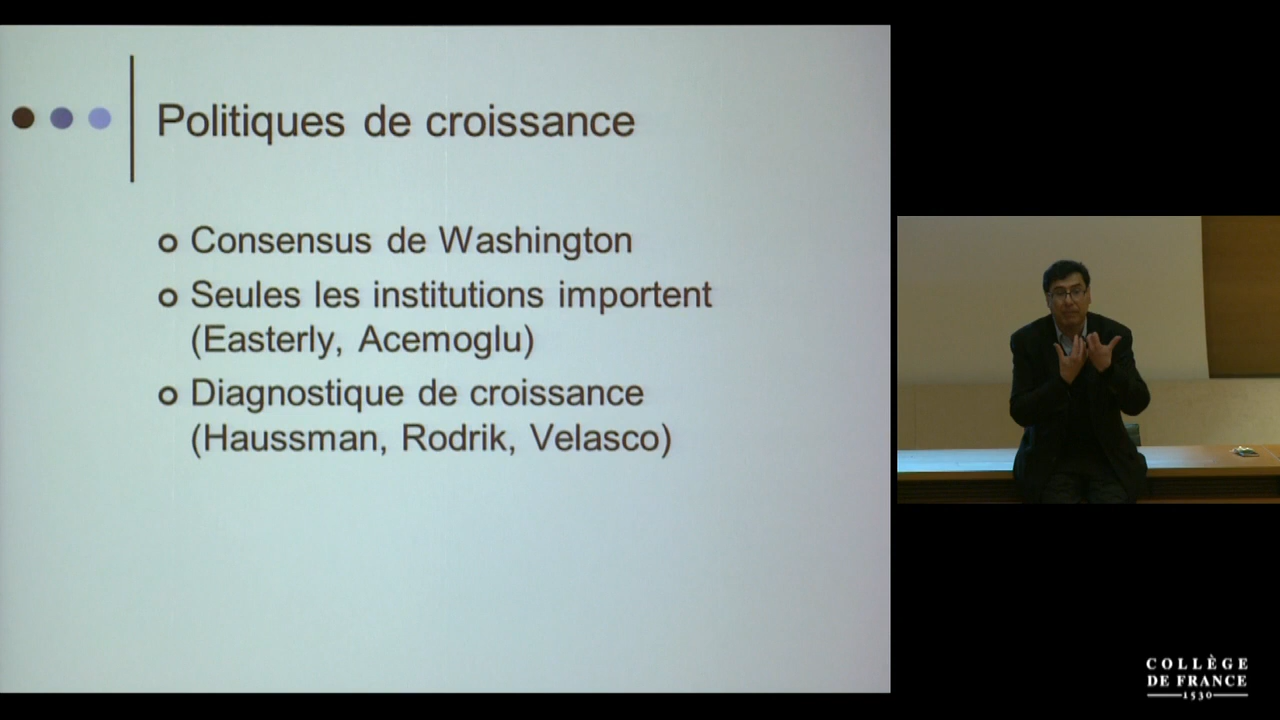 Politiques de croissance
Consensus de Washington
Seules les institutions importent
(Easterly, Acemoglu)
Diagnostique de croissance
(Haussman, Rodrik, Velasco)
COLLÈGE
DE FRANCE
1530